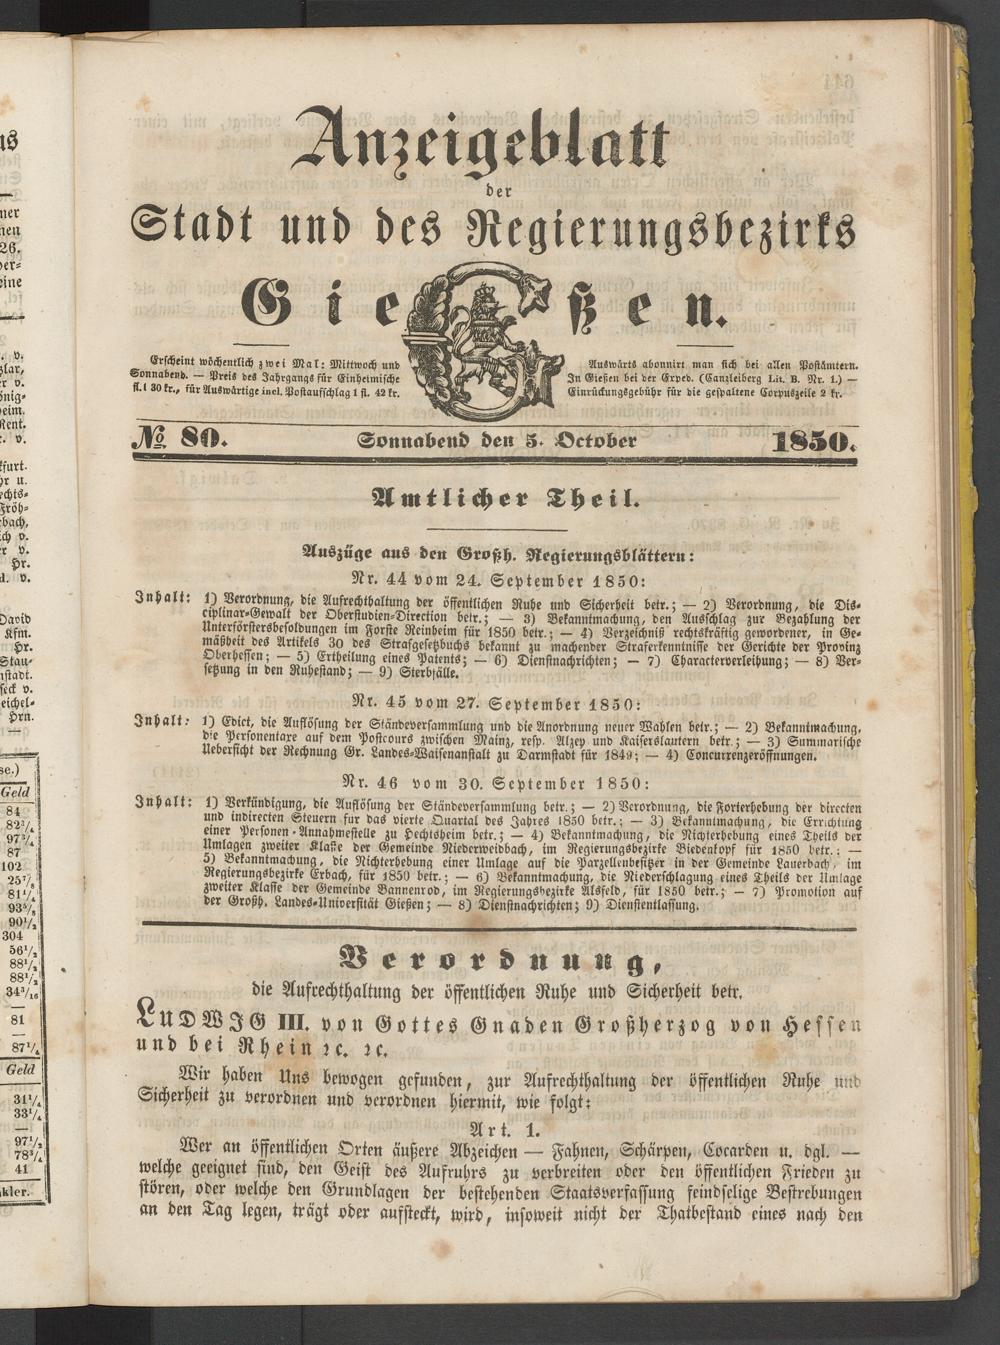 Anzeigeblatt
der
Stadt und des Regierungsbezirks
Gießen.
Erscheint wöchentlich zwei Mal: Mittwoch und
Sonnabend. — Preis des Jahrgangs für Einheimische
fl. 1 30 kr., für Auswärtige incl. Postaufschlag 1 fl. 42 kr.
Auswärts abonnirt man sich bei allen Postämtern.
In Gießen bei der Exped. (Canzleiberg Lit. B. Nr. 1.) —
Einrückungsgebühr für die gespaltene Corpuszeile 2 kr.
№ 80. Sonnabend den 5. October 1850.
Amtlicher Theil.
Auszüge aus den Großh. Regierungsblättern:
Nr. 44 vom 24. September 1850:
Inhalt: 1) Verordnung, die Aufrechthaltung der öffentlichen Ruhe und Sicherheit betr.; — 2) Verordnung, die Dis-
ciplinar-Gewalt der Oberstudien-Direction betr.; — 3) Bekanntmachung, den Ausschlag zur Bezahlung der
Unterförstersbesoldungen im Forste Reinheim für 1850 betr.; — 4) Verzeichniß rechtskräftig gewordener, in Ge-
mäßheit des Artikels 30 des Strafgesetzbuchs bekannt zu machender Straferkenntnisse der Gerichte der Provinz
Oberhessen; — 5) Ertheilung eines Patents; — 6) Dienstnachrichten; — 7) Characterverleihung; — 8) Ver-
setzung in den Ruhestand; — 9) Sterbfälle.
Nr. 45 vom 27. September 1850:
Inhalt: 1) Edict, die Auflösung der Ständeversammlung und die Anordnung neuer Wahlen betr.; — 2) Bekanntmachung,
die Personentaxe auf dem Postcours zwischen Mainz, resp. Alzey und Kaiserslautern betr.; — 3) Summarische
Uebersicht der Rechnung Gr. Landes-Waisenanstalt zu Darmstadt für 1849; — 4) Concurrenzeröffnungen.
Nr. 46 vom 30. September 1850:
Inhalt: 1) Verkündigung, die Auflösung der Ständeversammlung betr.; — 2) Verordnung, die Forterhebung der directen
und indirecten Steuern für das vierte Quartal des Jahres 1850 betr.; — 3) Bekanntmachung, die Errichtung
einer Personen-Annahmestelle zu Hechtsheim betr.; — 4) Bekanntmachung, die Nichterhebung eines Theils der
Umlagen zweiter Klasse der Gemeinde Niederweidbach, im Regierungsbezirke Biedenkopf für 1850 betr.; —
5) Bekanntmachung, die Nichterhebung einer Umlage auf die Parzellenbesitzer in der Gemeinde Lauerbach, im
Regierungsbezirke Erbach, für 1850 betr.; — 6) Bekanntmachung, die Niederschlagung eines Theils der Umlage
zweiter Klasse der Gemeinde Bannenrod, im Regierungsbezirke Alsfeld, für 1850 betr.; — 7) Promotion auf
der Großh. Landes-Universität Gießen; — 8) Dienstnachrichten; 9) Dienstentlassung.
Verordnung,
die Aufrechthaltung der öffentlichen Ruhe und Sicherheit betr.
LUDWIG III. von Gottes Gnaden Großherzog von Hessen
und bei Rhein ꝛc. ꝛc.
Wir haben Uns bewogen gefunden, zur Aufrechthaltung der öffentlichen Ruhe und
Sicherheit zu verordnen und verordnen hiermit, wie folgt:
Art. 1.
Wer an öffentlichen Orten äußere Abzeichen — Fahnen, Schärpen, Cocarden u. dgl. —
welche geeignet sind, den Geist des Aufruhrs zu verbreiten oder den öffentlichen Frieden zu
stören, oder welche den Grundlagen der bestehenden Staatsverfassung feindselige Bestrebungen
an den Tag legen, trägt oder aufsteckt, wird, insoweit nicht der Thatbestand eines nach den